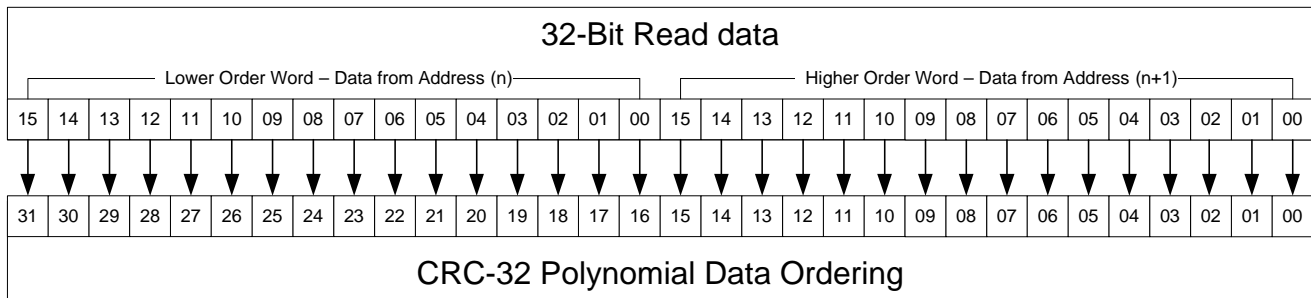 32-Bit Read data
Lower Order Word – Data from Address (n) Higher Order Word – Data from Address (n+1)
15 14 13 12 11 10 09 08 07 06 05 04 03 02 01 00 15 14 13 12 11 10 09 08 07 06 05 04 03 02 01 00
31 30 29 28 27 26 25 24 23 22 21 20 19 18 17 16 15 14 13 12 11 10 09 08 07 06 05 04 03 02 01 00
CRC-32 Polynomial Data Ordering